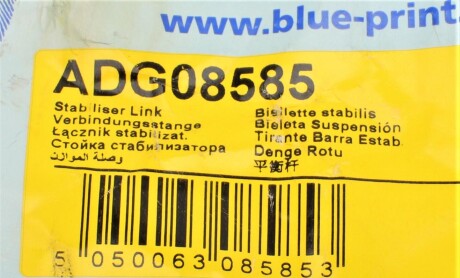 www.blue-print.
ADG08585
Stabiliser Link
Verbindungsstange
Łącznik stabilizat.
Стойка стабилизатора
وصلة الموازن
Biellette stabilis
Bieleta Suspensión
Tirante Barra Estab.
Denge Rotu
平衡杆
5 050063 085853